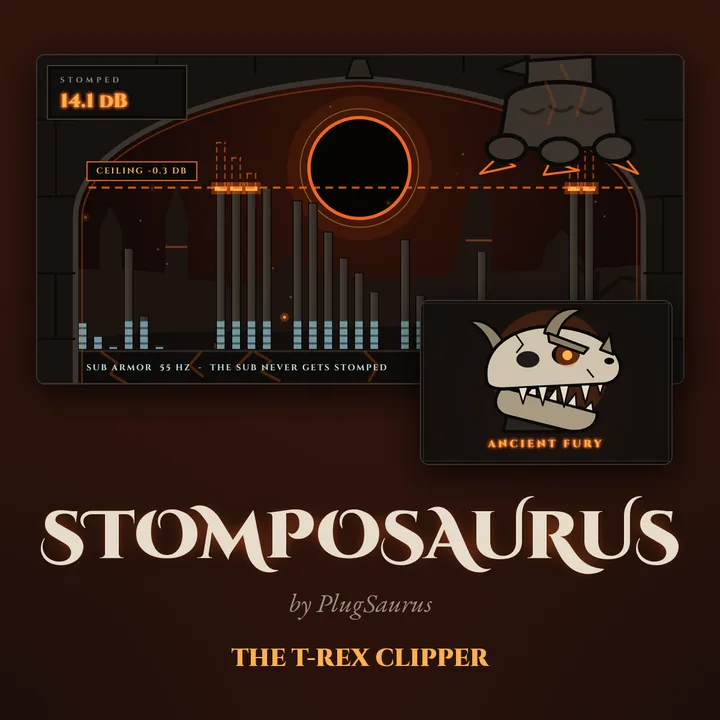 STOMPED
14.1 dB
CEILING -0.3 DB
SUB ARMOR 55 HZ - THE SUB NEVER GETS STOMPED
ANCIENT FURY
STOMPOSAURUS
by PlugSaurus
THE T-REX CLIPPER